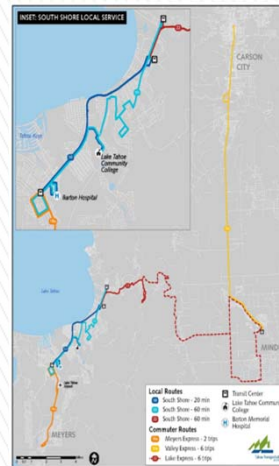 INSET: SOUTH SHORE LOCAL SERVICE
Lake Tahoe
Community
College
Barton Hospital
CARSON
CITY
Lake Tahoe
MIND
MEYERS
Local Routes
South Shore - 20 min
South Shore - 60 min
South Shore - 60 min
Commuter Routes
Meyers Express - 2 trips
Valley Express - 6 trips
Lake Express - 6 trips
Transit Center
Lake Tahoe Commun
College
Barton Memorial
Hospital